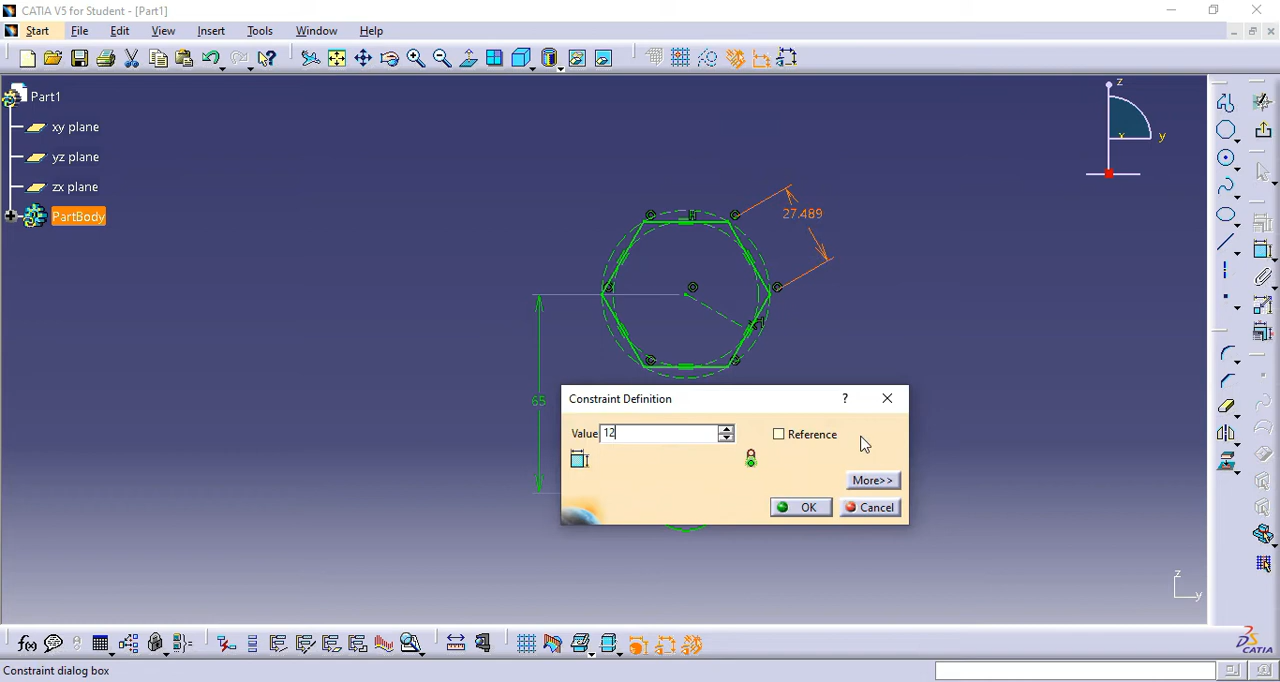 CATIA V5 for Student - [Part1]
Start File Edit View Insert Tools Window Help
Part1
xy plane
yz plane
zx plane
PartBody
z
x
y
27.489
65
Constraint Definition
?
Value 12
Reference
More>>
OK
Cancel
z
y
f(x)
CATIA
Constraint dialog box